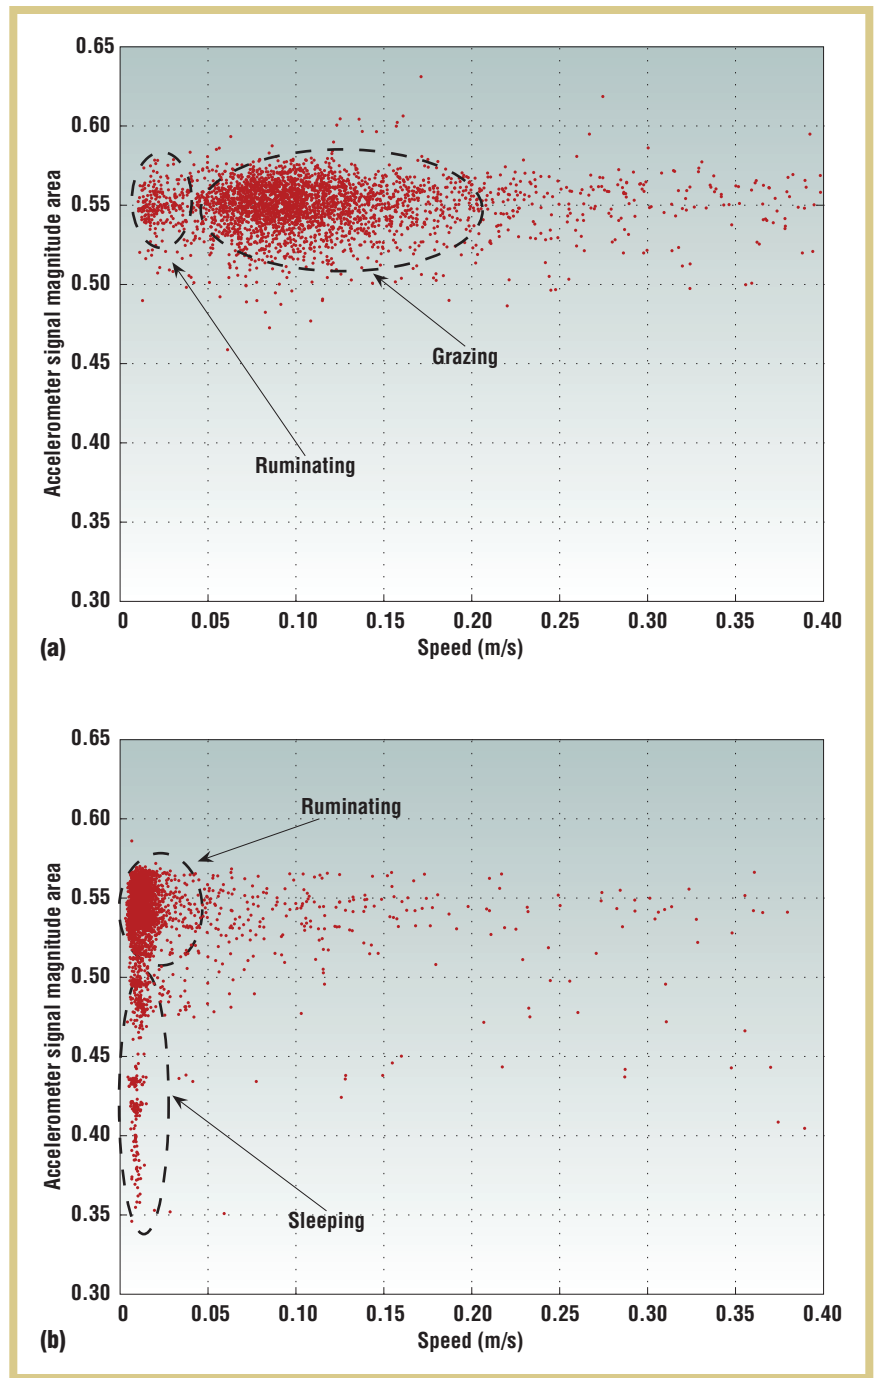 0.65
0.60
0.55
0.50
0.45
0.40
0.35
0.30
Accelerometer signal magnitude area
Grazing
Ruminating
0 0.05 0.10 0.15 0.20 0.25 0.30 0.35 0.40
Speed (m/s)
(a)
0.65
0.60
0.55
0.50
0.45
0.40
0.35
0.30
Accelerometer signal magnitude area
Ruminating
Sleeping
0 0.05 0.10 0.15 0.20 0.25 0.30 0.35 0.40
Speed (m/s)
(b)